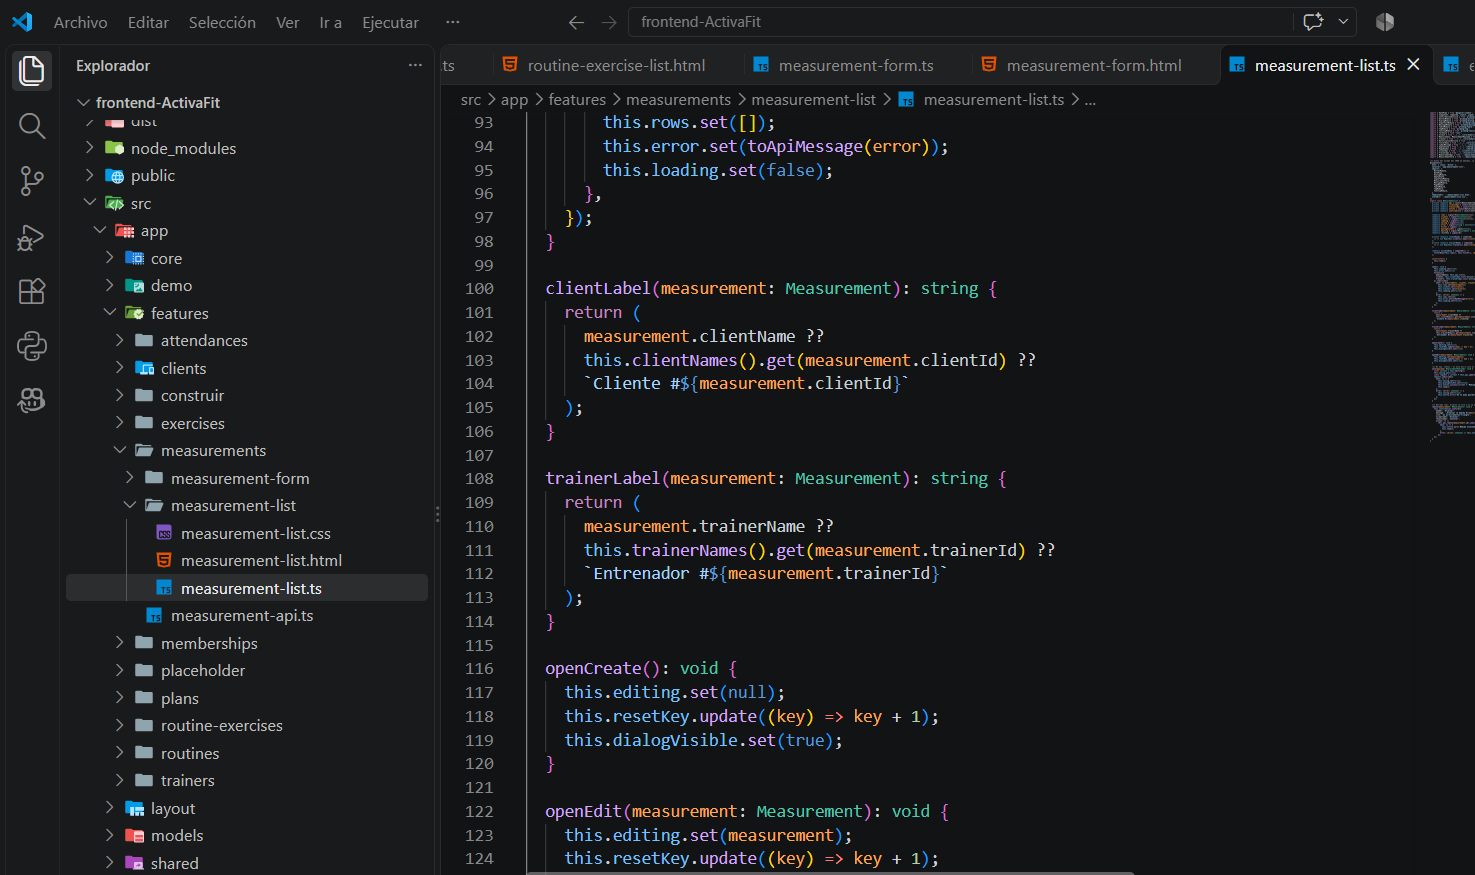 Archivo Editar Selección Ver Ir a Ejecutar ··· frontend-ActivaFit
Explorador ···
frontend-ActivaFit
dist
node_modules
public
src
app
core
demo
features
attendances
clients
construir
exercises
measurements
measurement-form
measurement-list
measurement-list.css
measurement-list.html
measurement-list.ts
measurement-api.ts
memberships
placeholder
plans
routine-exercises
routines
trainers
layout
models
shared
.ts routine-exercise-list.html measurement-form.ts measurement-form.html measurement-list.ts
src > app > features > measurements > measurement-list > measurement-list.ts > ...
93 this.rows.set([]);
94 this.error.set(toApiMessage(error));
95 this.loading.set(false);
96 },
97 });
98 }
99
100 clientLabel(measurement: Measurement): string {
101 return (
102 measurement.clientName ??
103 this.clientNames().get(measurement.clientId) ??
104 `Cliente #${measurement.clientId}`
105 );
106 }
107
108 trainerLabel(measurement: Measurement): string {
109 return (
110 measurement.trainerName ??
111 this.trainerNames().get(measurement.trainerId) ??
112 `Entrenador #${measurement.trainerId}`
113 );
114 }
115
116 openCreate(): void {
117 this.editing.set(null);
118 this.resetKey.update((key) => key + 1);
119 this.dialogVisible.set(true);
120 }
121
122 openEdit(measurement: Measurement): void {
123 this.editing.set(measurement);
124 this.resetKey.update((key) => key + 1);